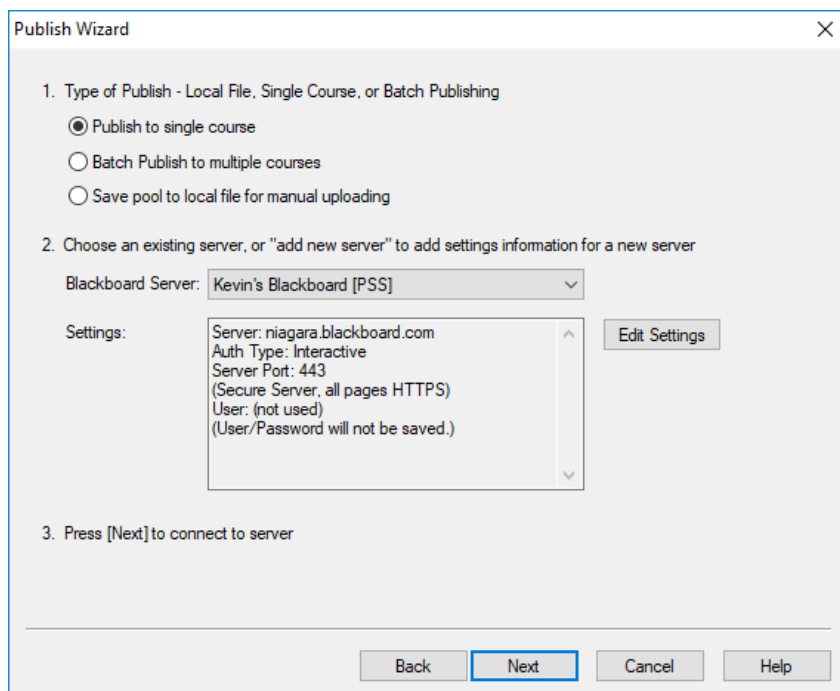 Publish Wizard
1. Type of Publish - Local File, Single Course, or Batch Publishing
Publish to single course
Batch Publish to multiple courses
Save pool to local file for manual uploading
2. Choose an existing server, or "add new server" to add settings information for a new server
Blackboard Server: Kevin's Blackboard [PSS]
Settings:
Server: niagara.blackboard.com
Auth Type: Interactive
Server Port: 443
(Secure Server, all pages HTTPS)
User: (not used)
(User/Password will not be saved.)
Edit Settings
3. Press [Next] to connect to server
Back Next Cancel Help